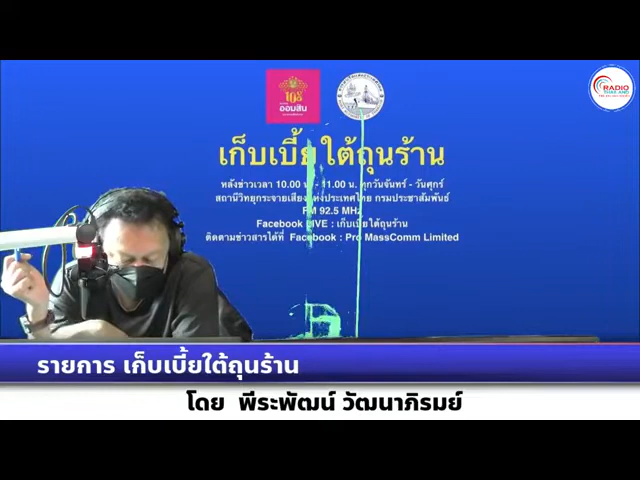 ๑๐๘
ออมสิน
RADIO
THAILAND
เก็บเบี้ยใต้ถุนร้าน
หลังข่าวเวลา 10.00 น. - 11.00 น. ทุกวันจันทร์ - วันศุกร์
สถานีวิทยุกระจายเสียงแห่งประเทศไทย กรมประชาสัมพันธ์
FM 92.5 MHz
Facebook LIVE : เก็บเบี้ยใต้ถุนร้าน
ติดตามข่าวสารได้ที่ Facebook : Pro MassComm Limited
รายการ เก็บเบี้ยใต้ถุนร้าน
โดย พีระพัฒน์ วัฒนาภิรมย์